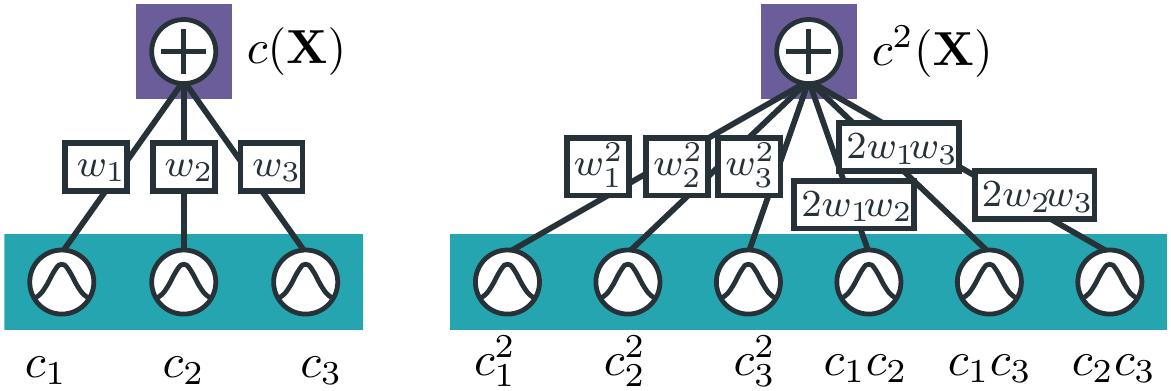 c(𝐗) c²(𝐗)
w₁ w₂ w₃ w₁² w₂² w₃² 2w₁w₃
2w₁w₂ 2w₂w₃
c₁ c₂ c₃ c₁² c₂² c₃² c₁c₂ c₁c₃ c₂c₃